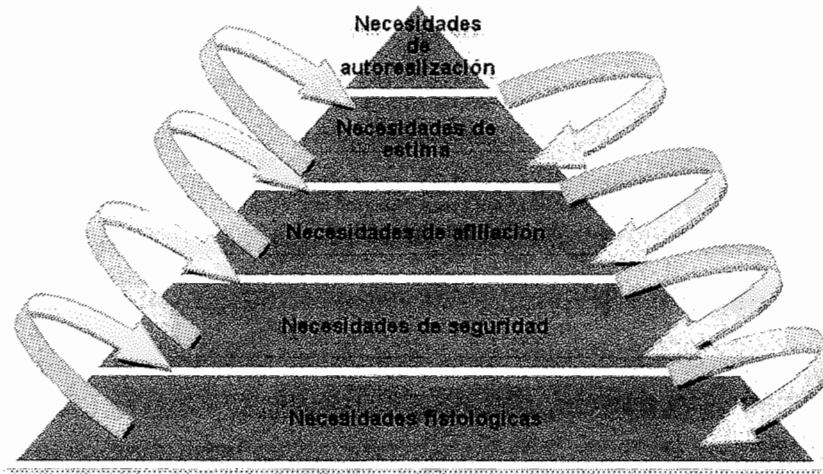 Necesidades
de
autorealización
Necesidades de
estima
Necesidades de afiliación
Necesidades de seguridad
Necesidades fisiológicas